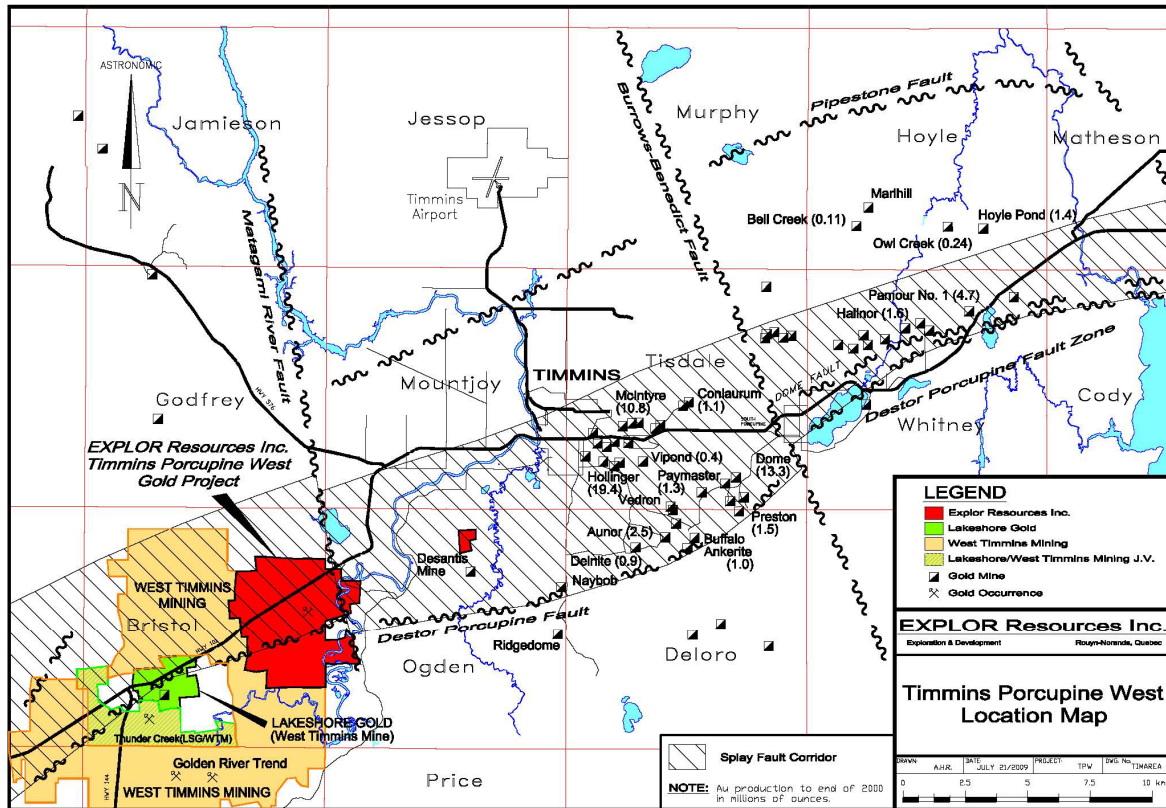 ASTRONOMIC
N
Jamieson
Jessop
Murphy
Pipestone Fault
Hoyle
Matheson
Timmins
Airport
Burrows-Benedict Fault
Matagami River Fault
Marlhill
Bell Creek (0.11)
Hoyle Pond (1.4)
Owl Creek (0.24)
Pamour No. 1 (4.7)
Hallnor (1.6)
Tisdale
DOME FAULT
Destor Porcupine Fault Zone
Cody
Whitney
HWY 576
Godfrey
Mountjoy
TIMMINS
McIntyre
(10.8)
Conlaurum
(1.1)
SOUTH
PORCUPINE
EXPLOR Resources Inc.
Timmins Porcupine West
Gold Project
Vipond (0.4)
Dome
(13.3)
Hollinger
(19.4)
Paymaster
(1.3)
Vedron
Preston
(1.5)
Aunor (2.5)
Buffalo
Ankerite
(1.0)
Delnite (0.9)
Desantis
Mine
Naybob
Destor Porcupine Fault
Ridgedome
Deloro
Ogden
WEST TIMMINS
MINING
Bristol
HWY 101
LAKESHORE GOLD
(West Timmins Mine)
Thunder Creek(LSG/WTM)
Golden River Trend
WEST TIMMINS MINING
HWY 144
Price
LEGEND
Explor Resources Inc.
Lakeshore Gold
West Timmins Mining
Lakeshore/West Timmins Mining J.V.
Gold Mine
Gold Occurrence
EXPLOR Resources Inc.
Exploration & Development Rouyn-Noranda, Quebec
Timmins Porcupine West
Location Map
DRAWN: A.H.R. DATE: JULY 21/2009 PROJECT: TPW DWG. No. TIMAREA
0 2.5 5 7.5 10 km
Splay Fault Corridor
NOTE: Au production to end of 2000
in millions of ounces.